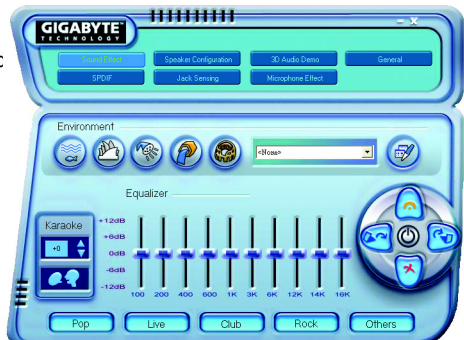 GIGABYTE™
TECHNOLOGY
Sound Effect Speaker Configuration 3D Audio Demo General
SPDIF Jack Sensing Microphone Effect
Environment
<None>
Equalizer
Karaoke
+0
+12dB
+6dB
0dB
-6dB
-12dB
100 200 400 600 1K 3K 6K 12K 14K 16K
Pop Live Club Rock Others